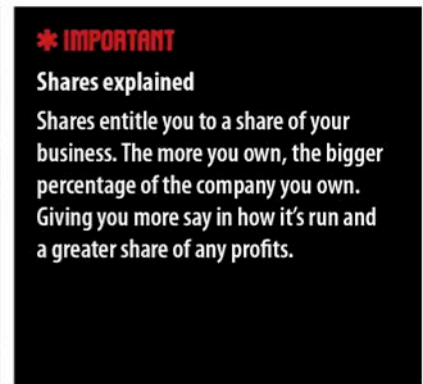 * IMPORTANT
Shares explained
Shares entitle you to a share of your
business. The more you own, the bigger
percentage of the company you own.
Giving you more say in how it's run and
a greater share of any profits.